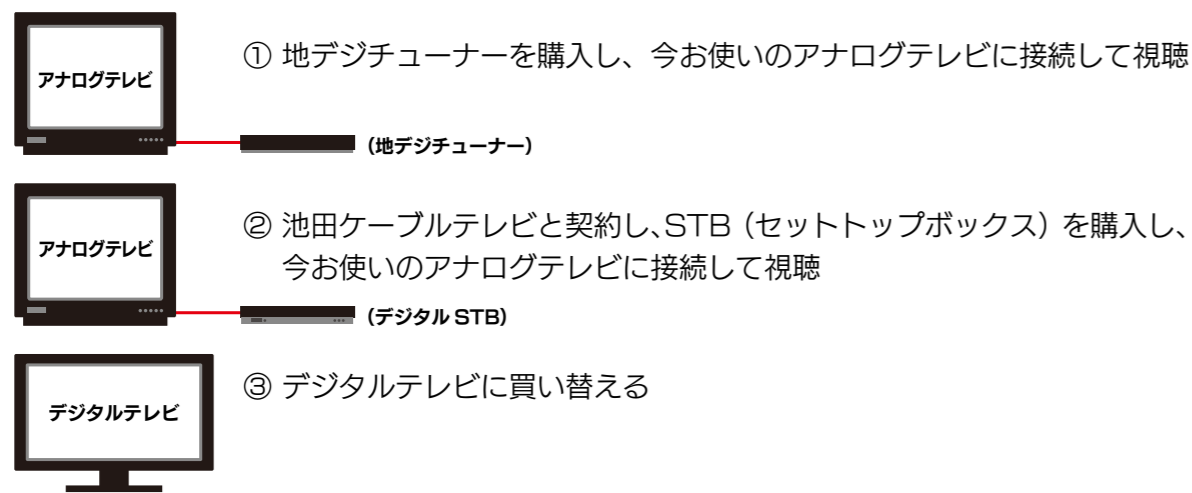 アナログテレビ
① 地デジチューナーを購入し、今お使いのアナログテレビに接続して視聴
（地デジチューナー）
アナログテレビ
② 池田ケーブルテレビと契約し、STB（セットトップボックス）を購入し、
今お使いのアナログテレビに接続して視聴
（デジタル STB）
デジタルテレビ
③ デジタルテレビに買い替える